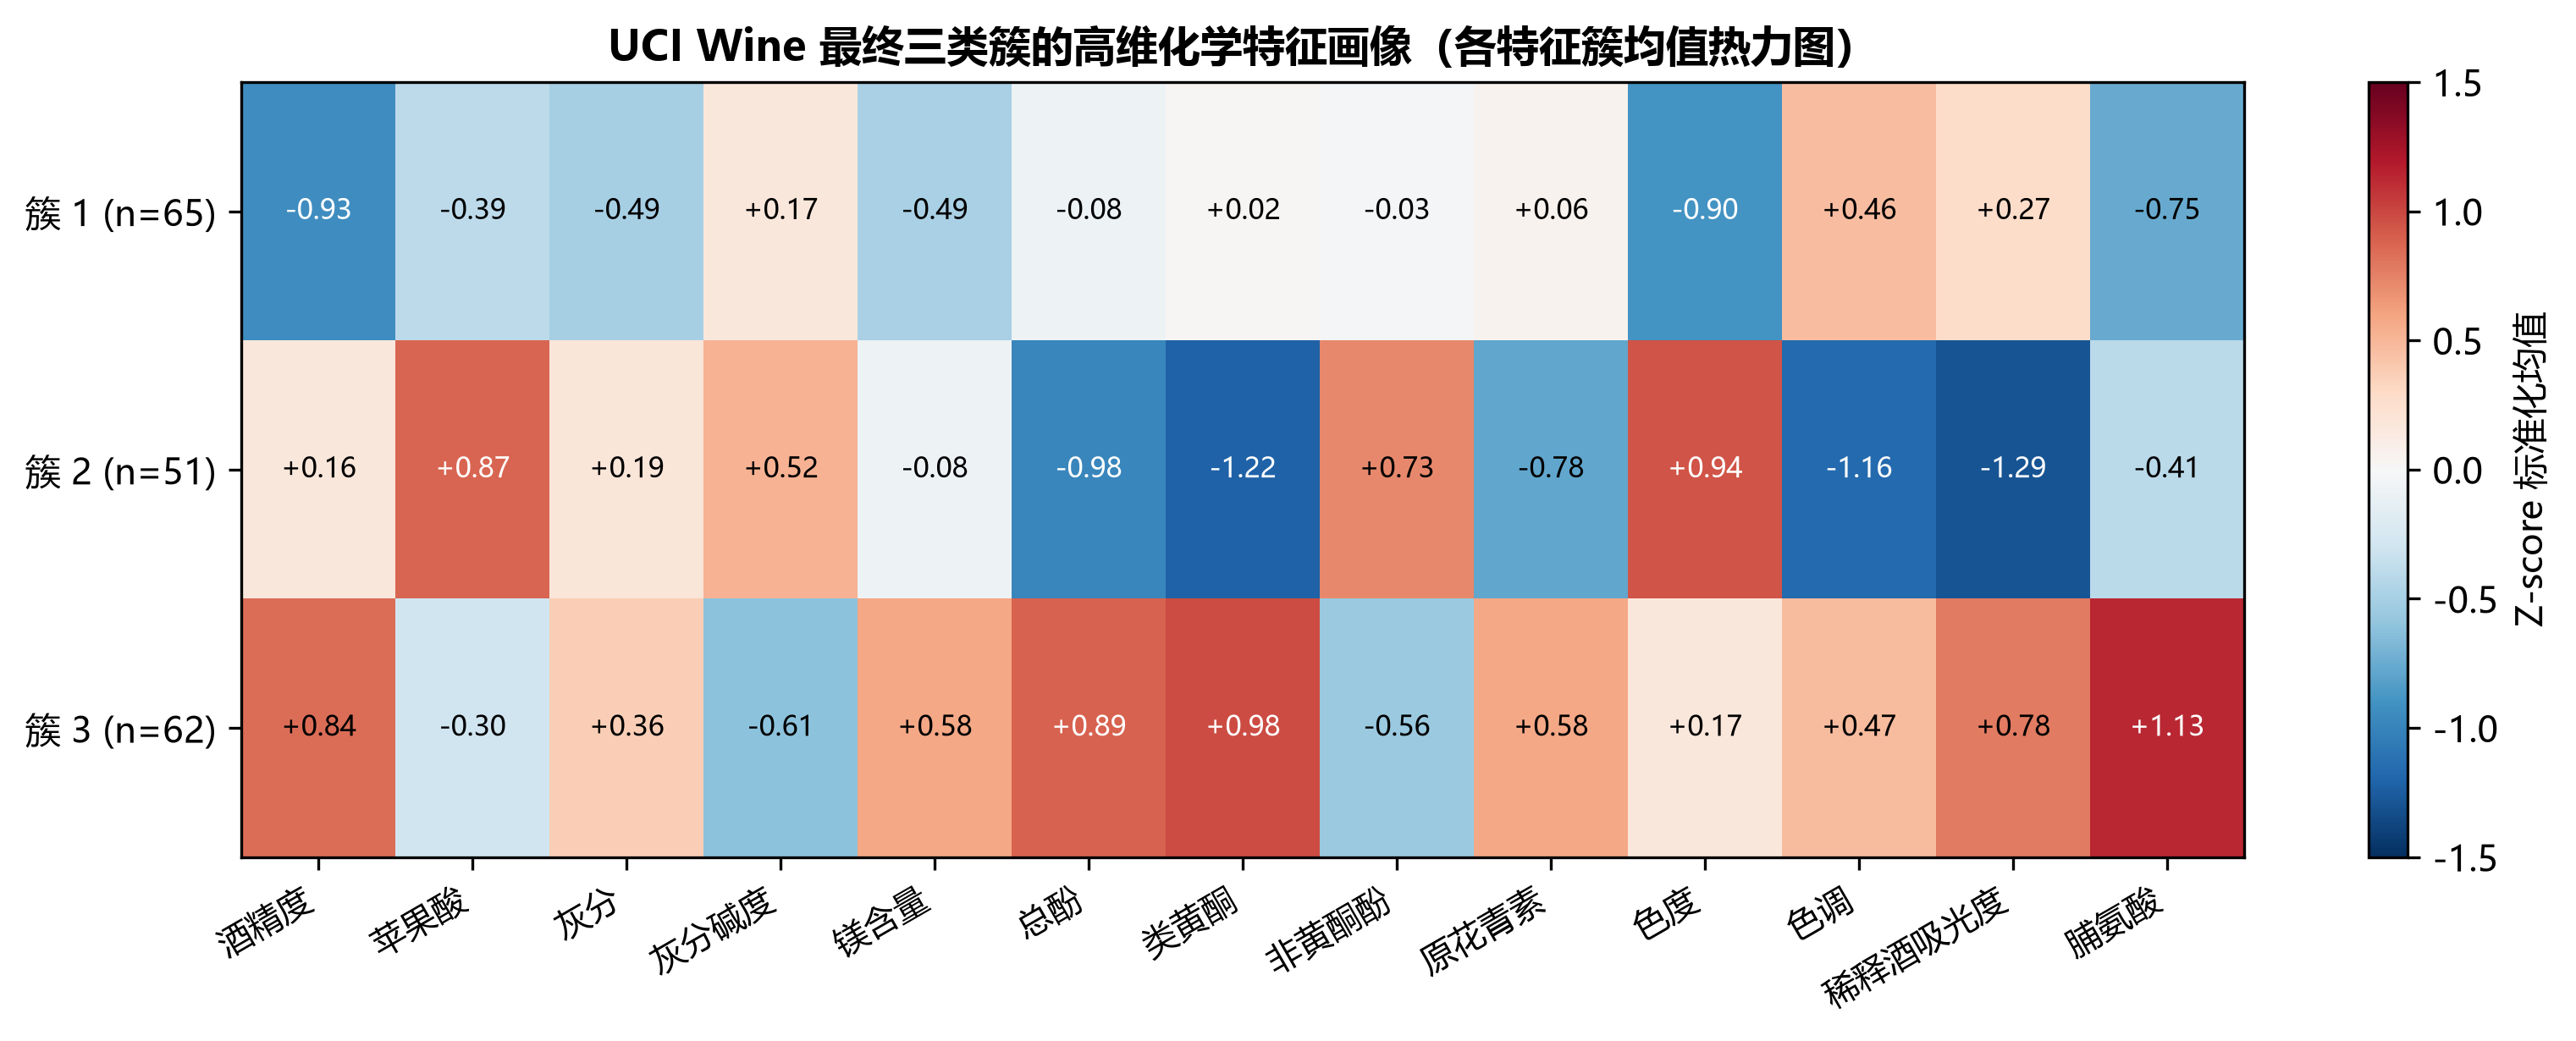 UCI Wine 最终三类簇的高维化学特征画像（各特征簇均值热力图）
簇 1 (n=65)
-0.93 -0.39 -0.49 +0.17 -0.49 -0.08 +0.02 -0.03 +0.06 -0.90 +0.46 +0.27 -0.75
簇 2 (n=51)
+0.16 +0.87 +0.19 +0.52 -0.08 -0.98 -1.22 +0.73 -0.78 +0.94 -1.16 -1.29 -0.41
簇 3 (n=62)
+0.84 -0.30 +0.36 -0.61 +0.58 +0.89 +0.98 -0.56 +0.58 +0.17 +0.47 +0.78 +1.13
酒精度
苹果酸
灰分
灰分碱度
镁含量
总酚
类黄酮
非黄酮酚
原花青素
色度
色调
稀释酒吸光度
脯氨酸
1.5
1.0
0.5
0.0
-0.5
-1.0
-1.5
Z-score 标准化均值